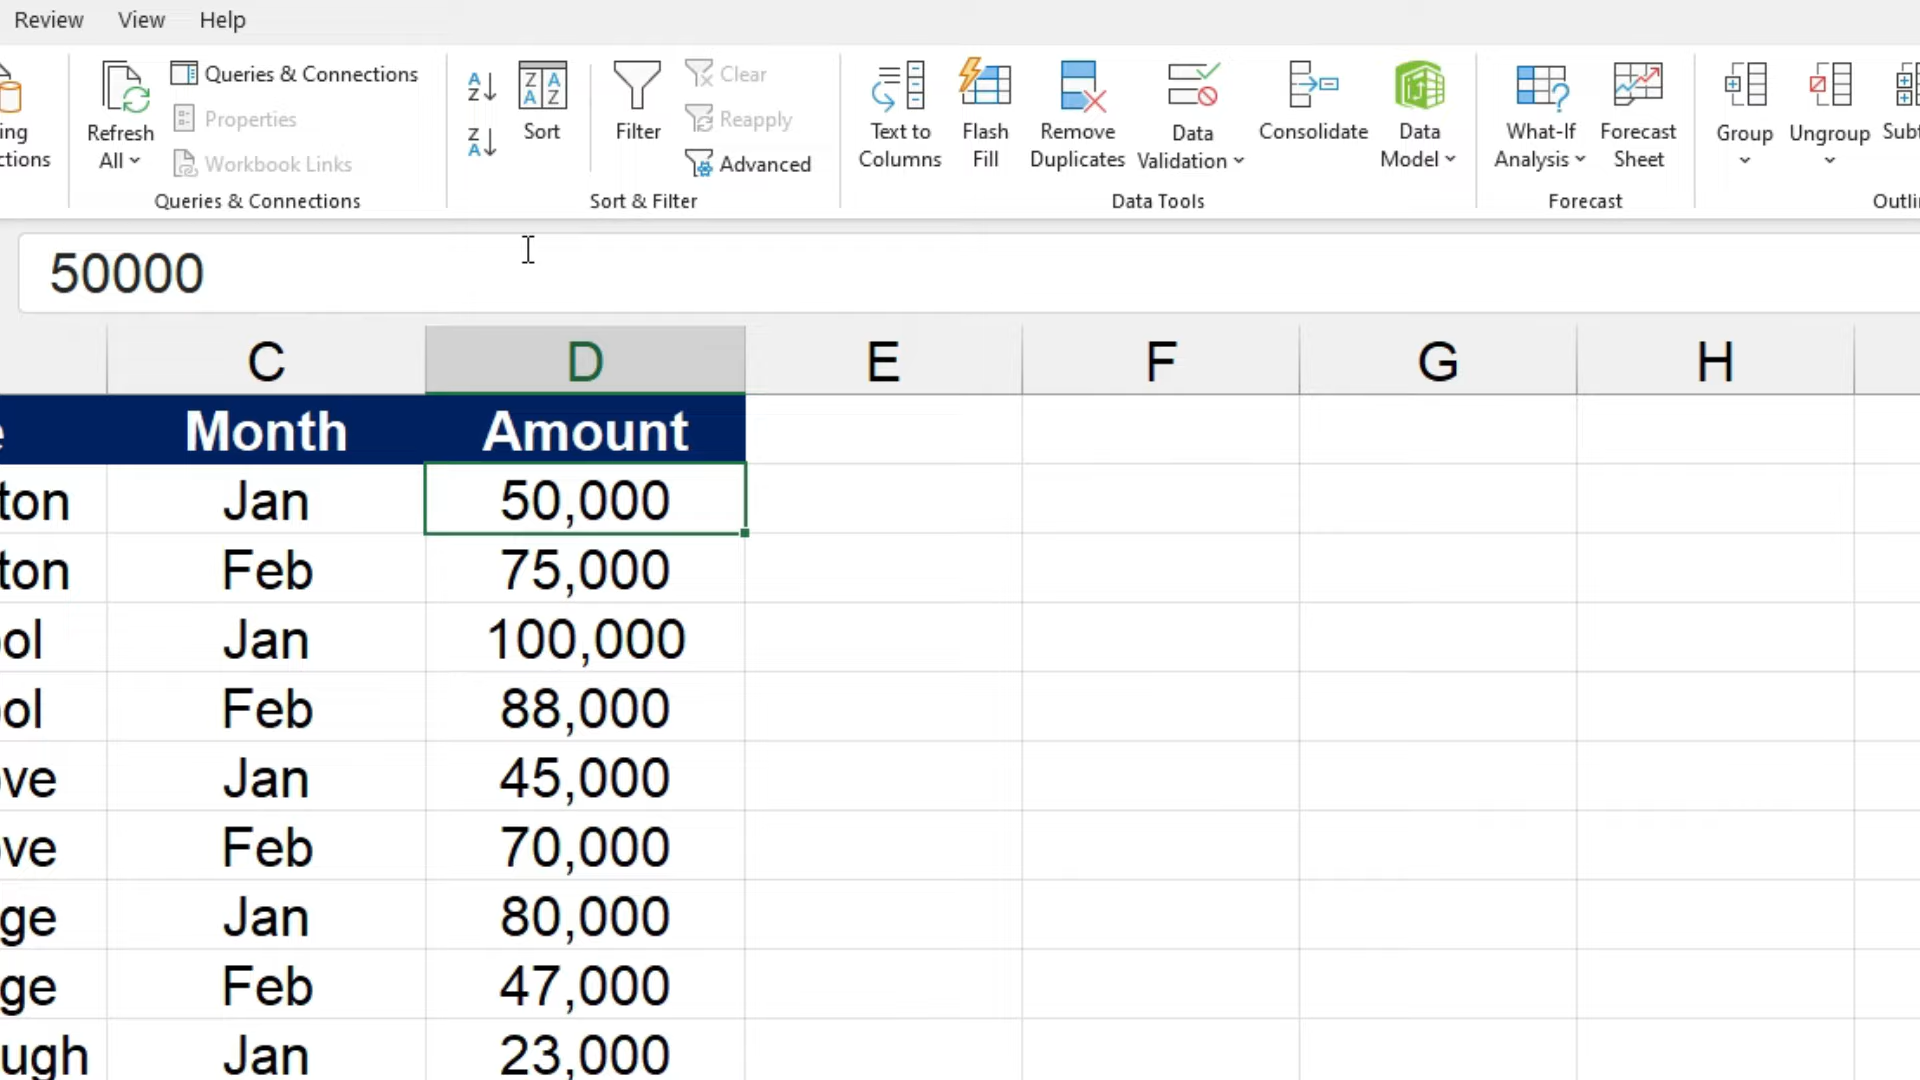 Review View Help
Queries & Connections
Properties
Workbook Links
Refresh
All
Queries & Connections
Sort
Filter
Clear
Reapply
Advanced
Sort & Filter
Text to
Columns
Flash
Fill
Remove
Duplicates
Data
Validation
Consolidate
Data
Model
Data Tools
What-If
Analysis
Forecast
Sheet
Forecast
Group
Ungroup
50000
C D E F G H
Month Amount
Jan 50,000
Feb 75,000
Jan 100,000
Feb 88,000
Jan 45,000
Feb 70,000
Jan 80,000
Feb 47,000
Jan 23,000